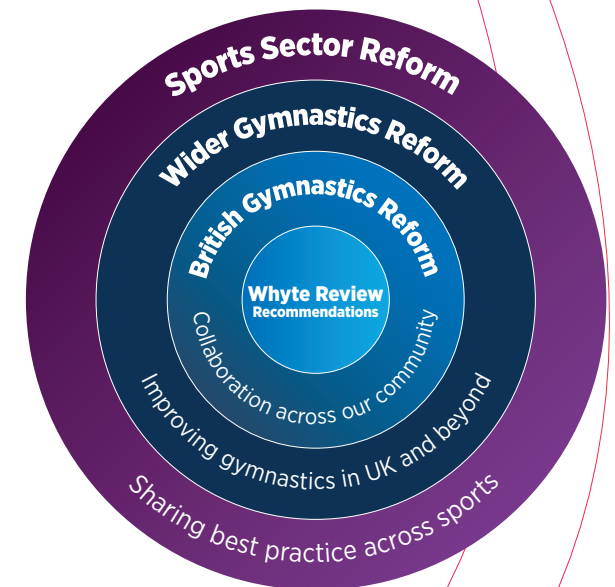 Sports Sector Reform
Wider Gymnastics Reform
British Gymnastics Reform
Whyte Review
Recommendations
Collaboration across our community
Improving gymnastics in UK and beyond
Sharing best practice across sports